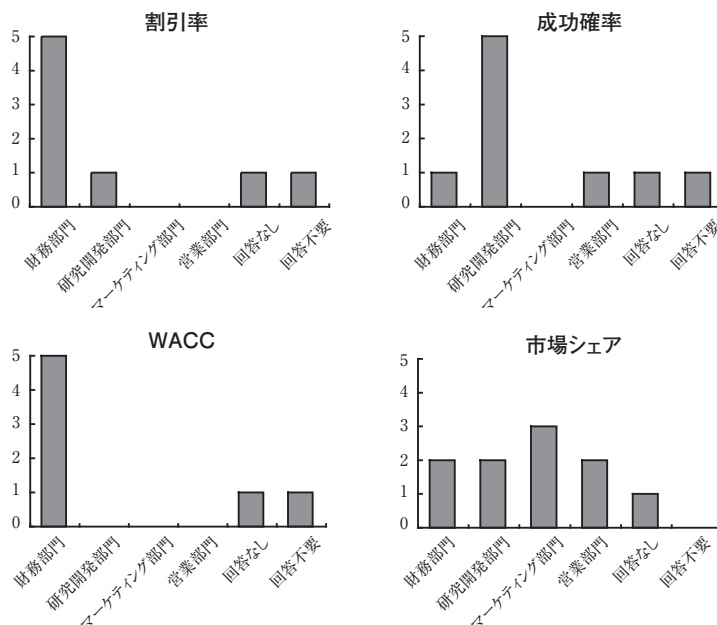 割引率
5
4
3
2
1
0
財務部門
研究開発部門
マーケティング部門
営業部門
回答なし
回答不要
成功確率
5
4
3
2
1
0
財務部門
研究開発部門
マーケティング部門
営業部門
回答なし
回答不要
WACC
5
4
3
2
1
0
財務部門
研究開発部門
マーケティング部門
営業部門
回答なし
回答不要
市場シェア
5
4
3
2
1
0
財務部門
研究開発部門
マーケティング部門
営業部門
回答なし
回答不要